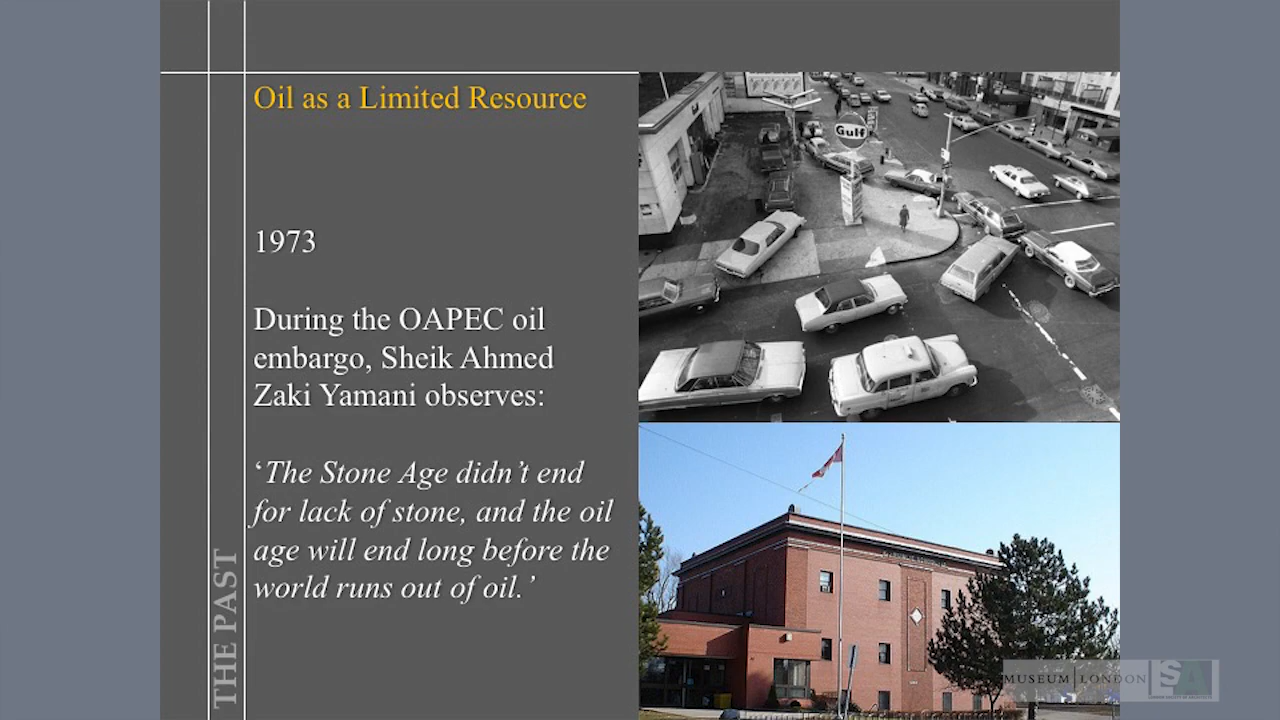 Oil as a Limited Resource
1973
During the OAPEC oil
embargo, Sheik Ahmed
Zaki Yamani observes:
‘The Stone Age didn’t end
for lack of stone, and the oil
age will end long before the
world runs out of oil.’
THE PAST
Gulf
MUSEUM LONDON
SA